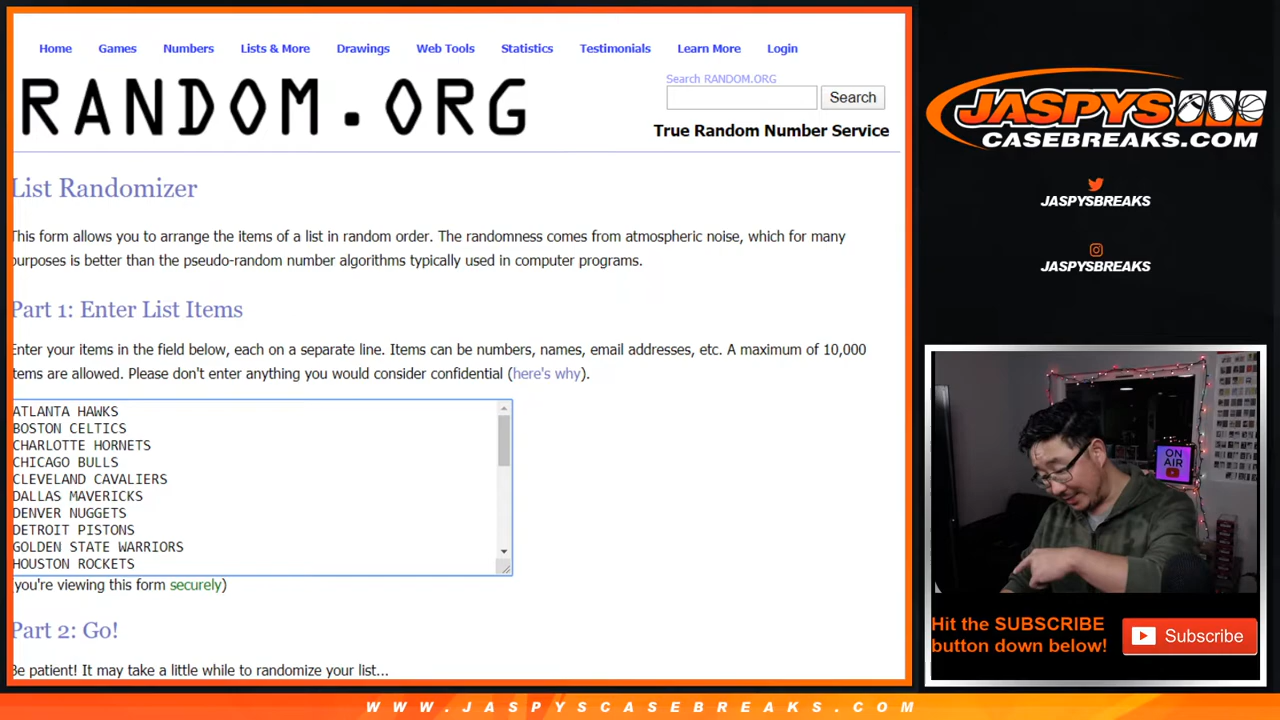 Home Games Numbers Lists & More Drawings Web Tools Statistics Testimonials Learn More Login
RANDOM.ORG
Search RANDOM.ORG
Search
True Random Number Service
List Randomizer
This form allows you to arrange the items of a list in random order. The randomness comes from atmospheric noise, which for many
purposes is better than the pseudo-random number algorithms typically used in computer programs.
Part 1: Enter List Items
Enter your items in the field below, each on a separate line. Items can be numbers, names, email addresses, etc. A maximum of 10,000
items are allowed. Please don't enter anything you would consider confidential (here's why).
ATLANTA HAWKS
BOSTON CELTICS
CHARLOTTE HORNETS
CHICAGO BULLS
CLEVELAND CAVALIERS
DALLAS MAVERICKS
DENVER NUGGETS
DETROIT PISTONS
GOLDEN STATE WARRIORS
HOUSTON ROCKETS
(you're viewing this form securely)
Part 2: Go!
Be patient! It may take a little while to randomize your list...
JASPYS
CASEBREAKS.COM
JASPYSBREAKS
JASPYSBREAKS
ON
AIR
Hit the SUBSCRIBE
button down below!
Subscribe
WWW.JASPYSCASEBREAKS.COM